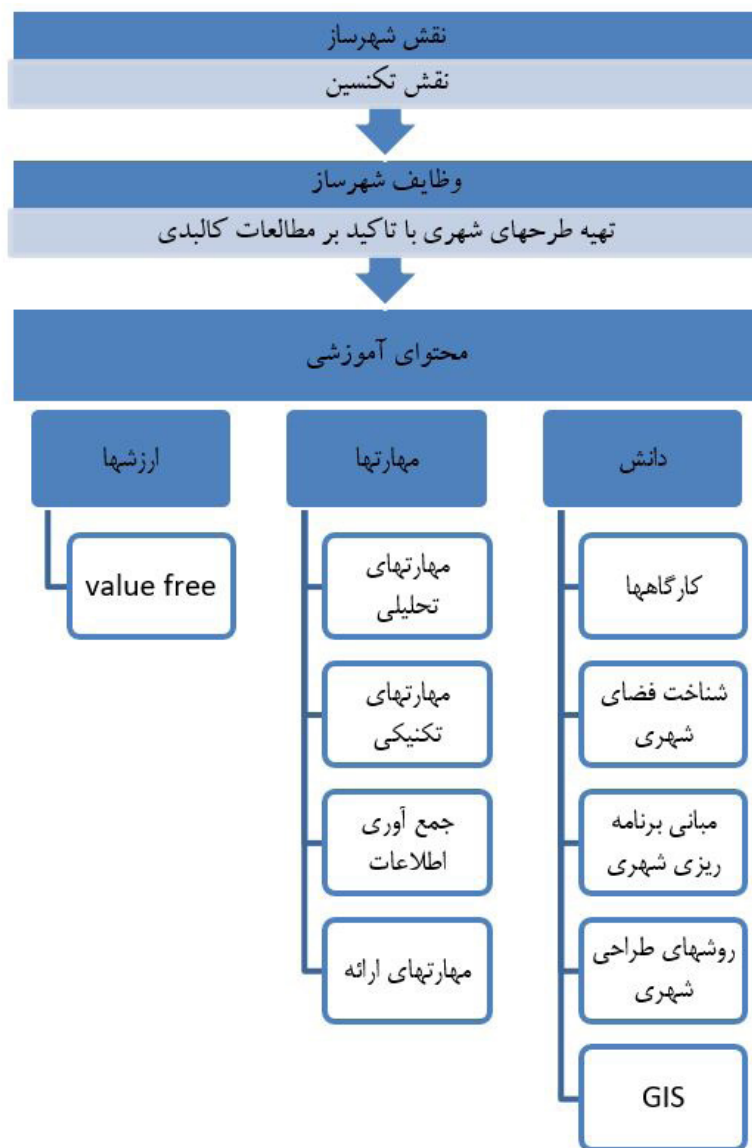 نقش شهرساز
نقش تکنسین
وظایف شهرساز
تهیه طرحهای شهری با تاکید بر مطالعات کالبدی
محتوای آموزشی
دانش
کارگاهها
شناخت فضای
شهری
مبانی برنامه
ریزی شهری
روشهای طراحی
شهری
GIS
مهارتها
مهارتهای
تحلیلی
مهارتهای
تکنیکی
جمع آوری
اطلاعات
مهارتهای ارائه
ارزشها
value free